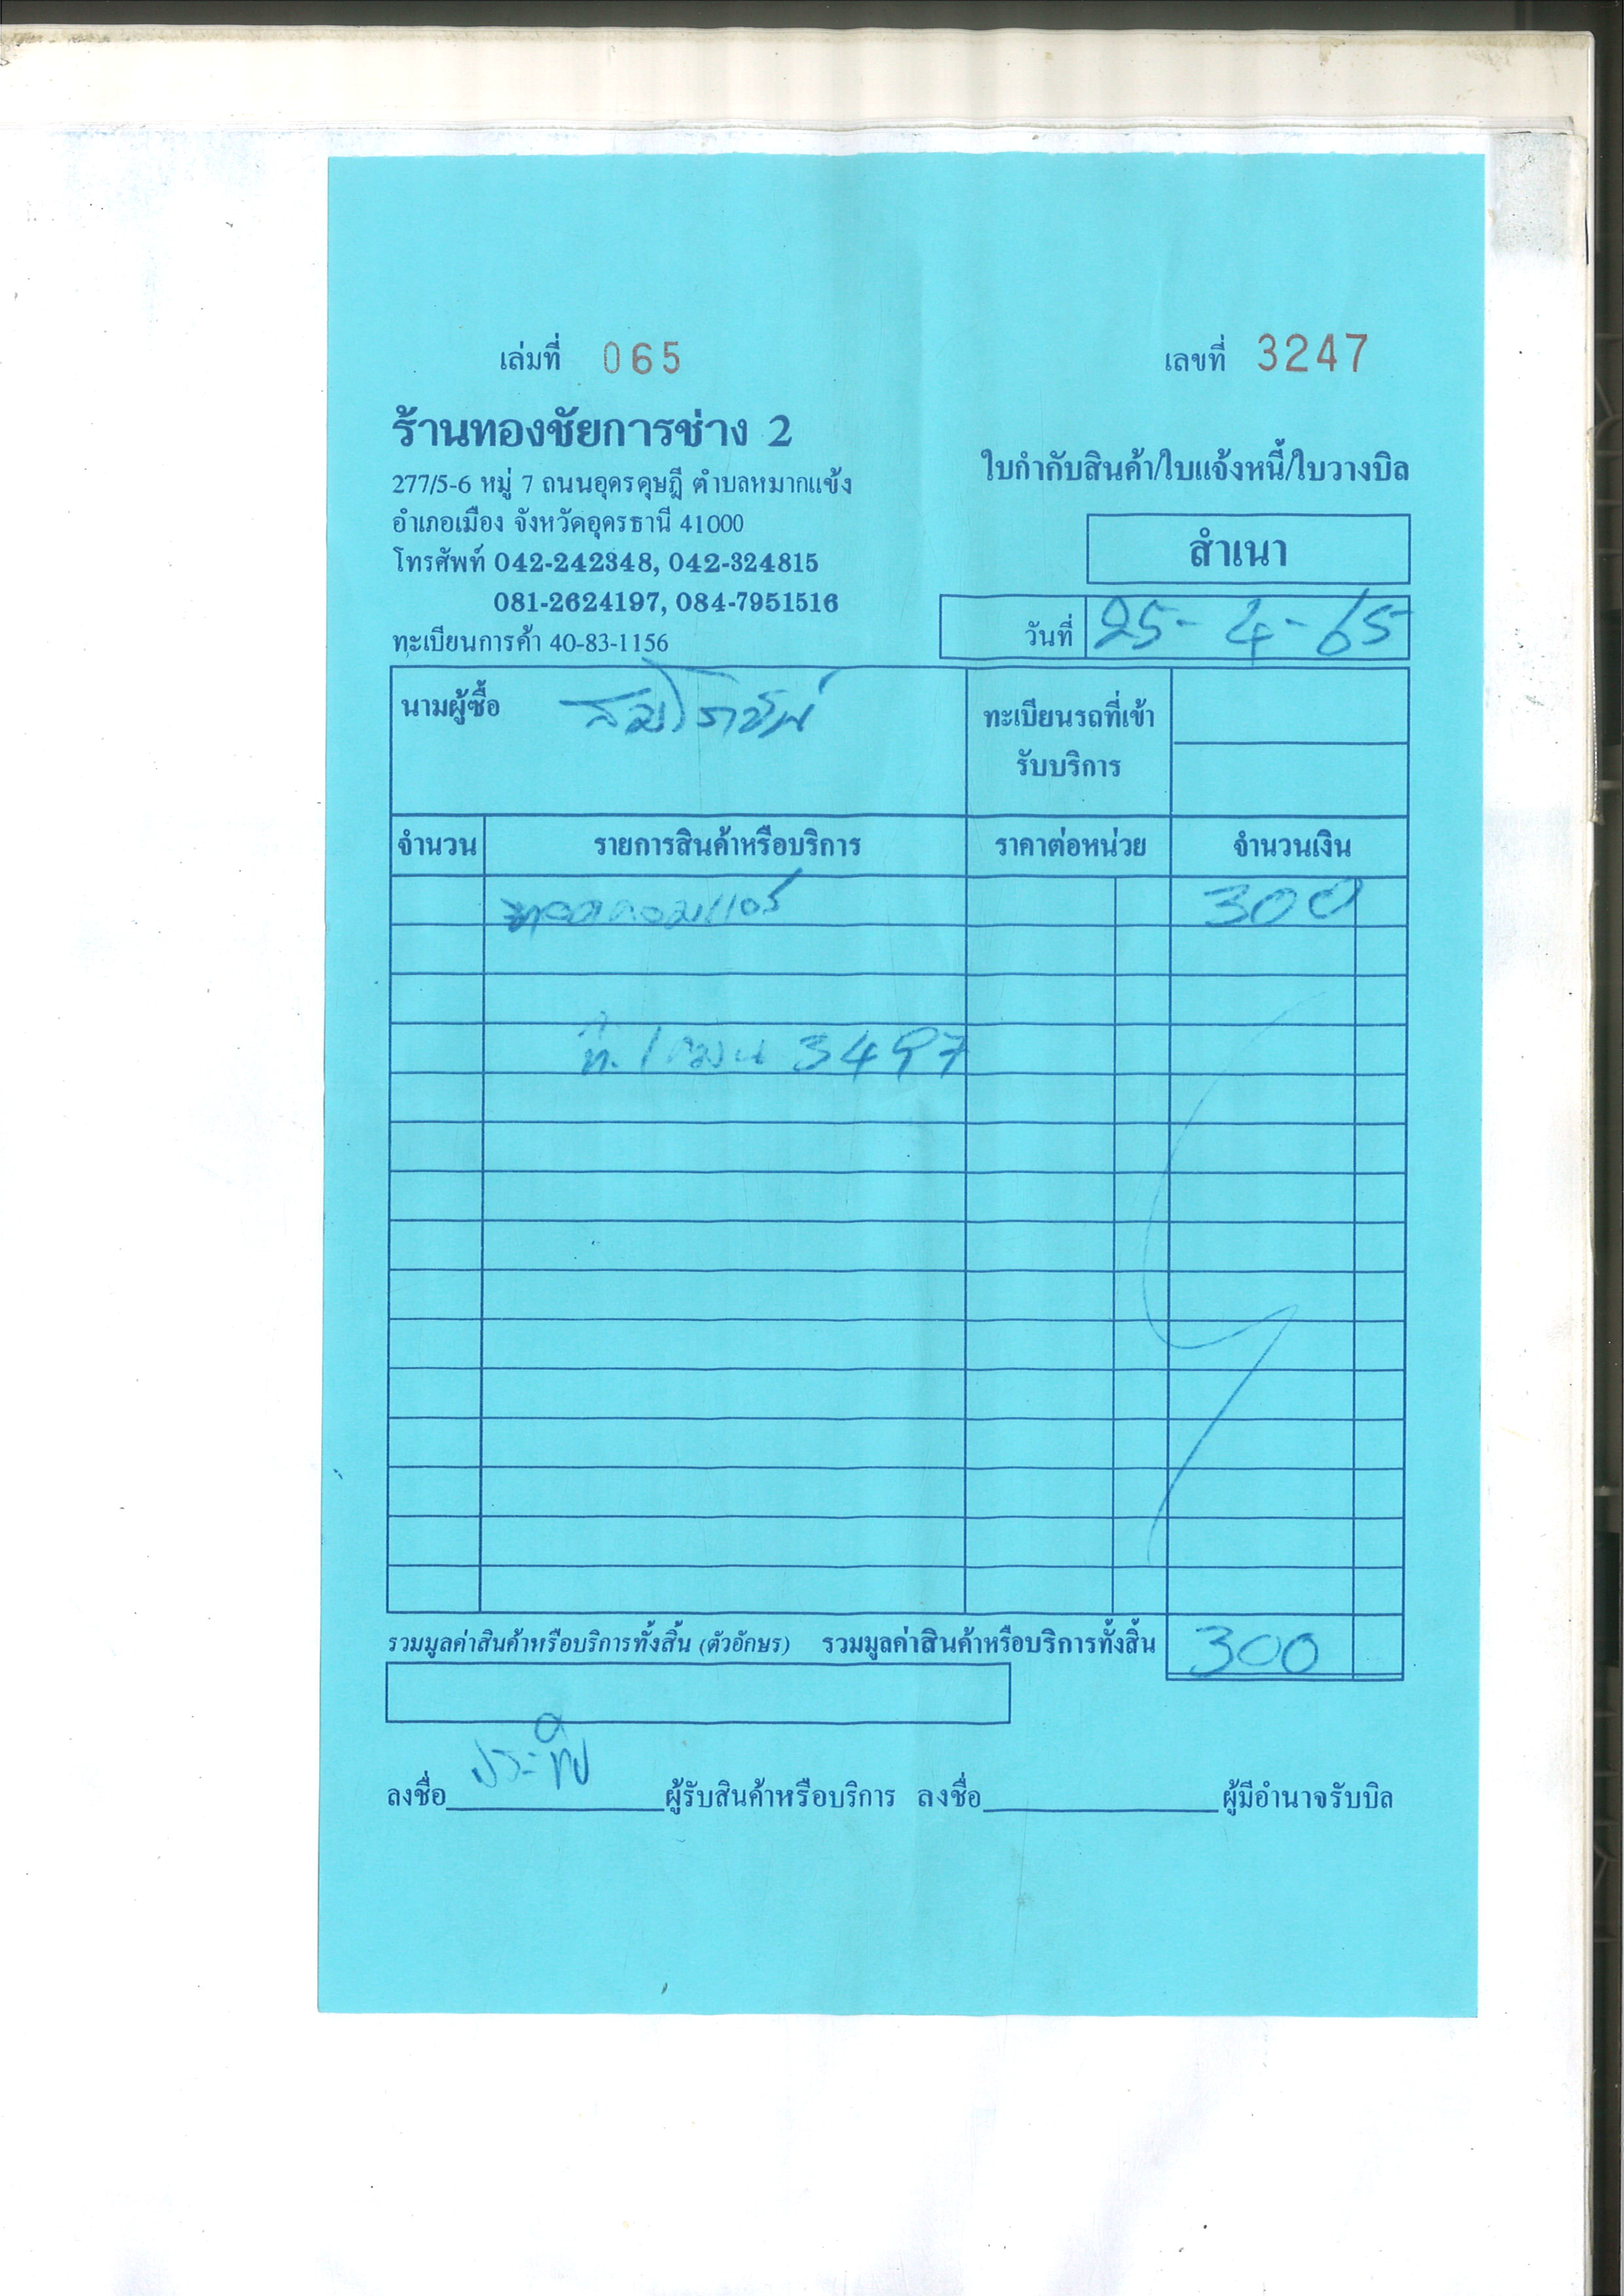 เล่มที่ 065
เลขที่ 3247
ร้านทองชัยการช่าง 2
277/5-6 หมู่ 7 ถนนอุดรดุษฎี ตำบลหมากแข้ง
อำเภอเมือง จังหวัดอุดรธานี 41000
โทรศัพท์ 042-242348, 042-324815
081-2624197, 084-7951516
ทะเบียนการค้า 40-83-1156
ใบกำกับสินค้า/ใบแจ้งหนี้/ใบวางบิล
สำเนา
วันที่ 25-4-65
นามผู้ซื้อ
ทะเบียนรถที่เข้า
รับบริการ
จำนวน รายการสินค้าหรือบริการ ราคาต่อหน่วย จำนวนเงิน
300
3497
รวมมูลค่าสินค้าหรือบริการทั้งสิ้น (ตัวอักษร) รวมมูลค่าสินค้าหรือบริการทั้งสิ้น 300
ประทีป
ลงชื่อ ผู้รับสินค้าหรือบริการ ลงชื่อ ผู้มีอำนาจรับบิล